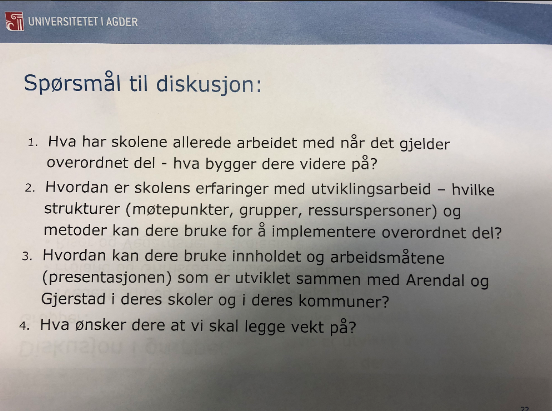 UNIVERSITETET I AGDER
Spørsmål til diskusjon:
1. Hva har skolene allerede arbeidet med når det gjelder
overordnet del - hva bygger dere videre på?
2. Hvordan er skolens erfaringer med utviklingsarbeid – hvilke
strukturer (møtepunkter, grupper, ressurspersoner) og
metoder kan dere bruke for å implementere overordnet del?
3. Hvordan kan dere bruke innholdet og arbeidsmåtene
(presentasjonen) som er utviklet sammen med Arendal og
Gjerstad i deres skoler og i deres kommuner?
4. Hva ønsker dere at vi skal legge vekt på?